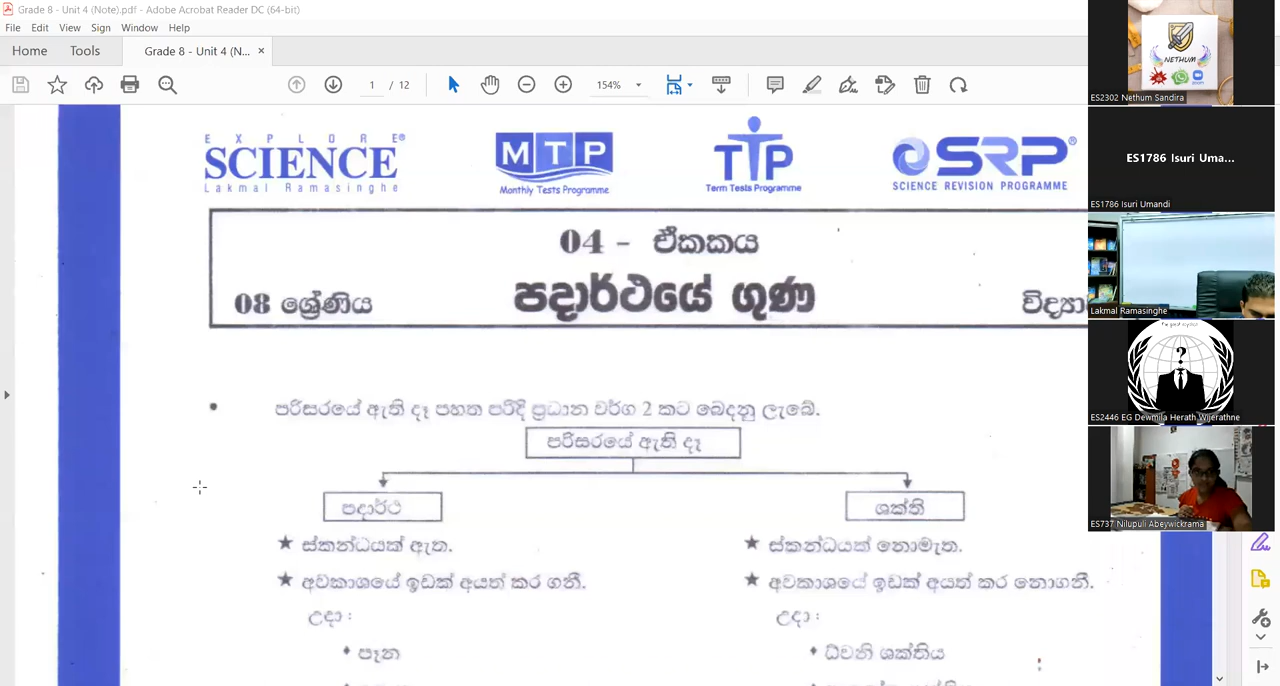 Grade 8 - Unit 4 (Note).pdf - Adobe Acrobat Reader DC (64-bit)
File Edit View Sign Window Help
Home Tools Grade 8 - Unit 4 (N... ×
1 / 12 154%
EXPLORE®
SCIENCE
Lakmal Ramasinghe
MTP
Monthly Tests Programme
TTP
Term Tests Programme
SRP®
SCIENCE REVISION PROGRAMME
04 - ඒකකය
08 ශ්‍රේණිය පදාර්ථයේ ගුණ විද්‍යා
• පරිසරයේ ඇති දෑ පහත පරිදි ප්‍රධාන වර්ග 2 කට බෙදනු ලැබේ.
පරිසරයේ ඇති දෑ
පදාර්ථ
★ ස්කන්ධයක් ඇත.
★ අවකාශයේ ඉඩක් අයත් කර ගනී.
උදා :
♦ පෑන
ශක්ති
★ ස්කන්ධයක් නොමැත.
★ අවකාශයේ ඉඩක් අයත් කර නොගනී.
උදා :
♦ ධ්වනි ශක්තිය
NETHUM
ES2302 Nethum Sandira
ES1786 Isuri Uma...
ES1786 Isuri Umandi
Lakmal Ramasinghe
?
ES2446 EG Dewmila Herath Wijerathne
ES737 Nilupuli Abeywickrama